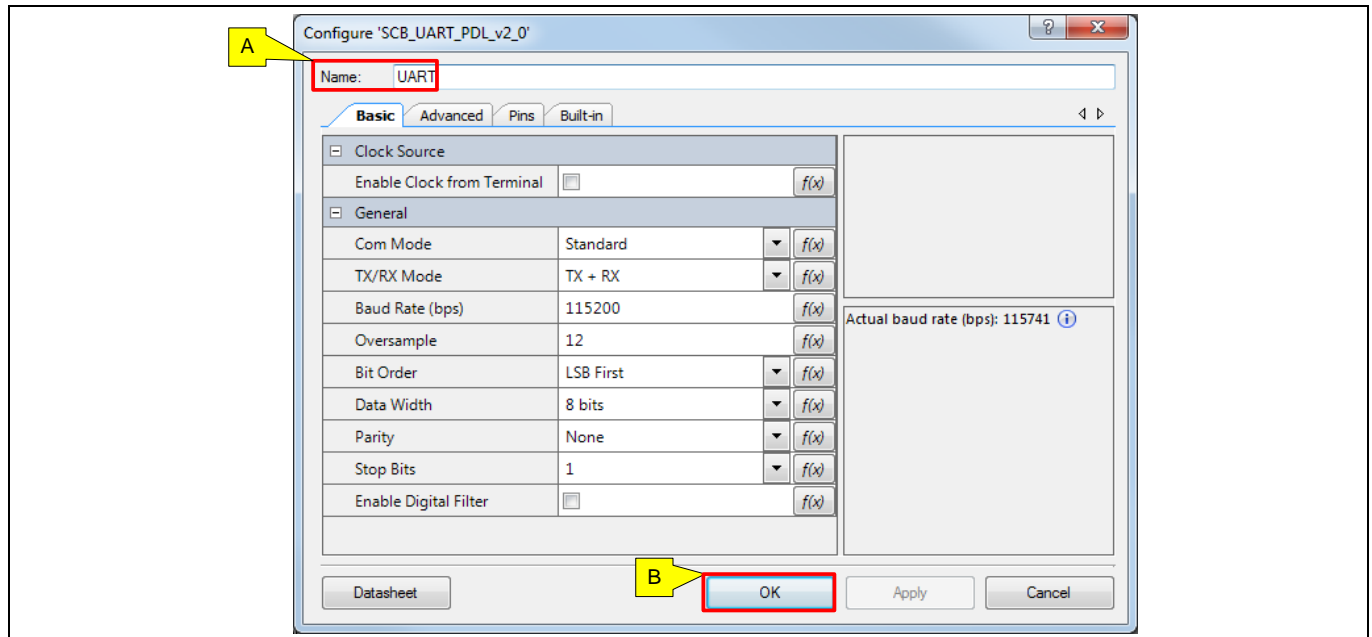 Configure 'SCB_UART_PDL_v2_0'
A
Name: UART
Basic Advanced Pins Built-in
Clock Source
Enable Clock from Terminal f(x)
General
Com Mode Standard f(x)
TX/RX Mode TX + RX f(x)
Baud Rate (bps) 115200 f(x)
Actual baud rate (bps): 115741
Oversample 12 f(x)
Bit Order LSB First f(x)
Data Width 8 bits f(x)
Parity None f(x)
Stop Bits 1 f(x)
Enable Digital Filter f(x)
B
Datasheet OK Apply Cancel